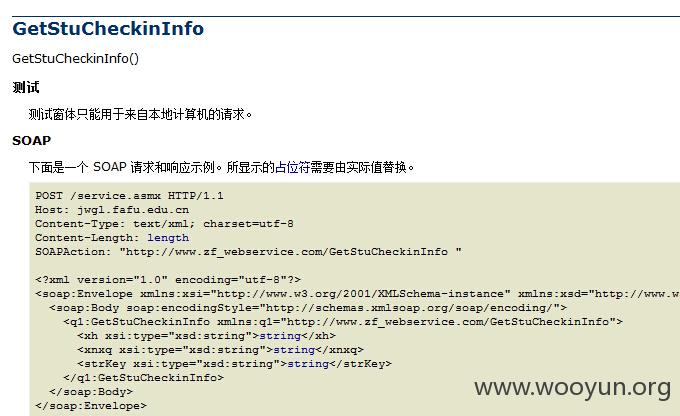 GetStuCheckinInfo
GetStuCheckinInfo()
测试
测试窗体只能用于来自本地计算机的请求。
SOAP
下面是一个 SOAP 请求和响应示例。所显示的占位符需要由实际值替换。
POST /service.asmx HTTP/1.1
Host: jwgl.fafu.edu.cn
Content-Type: text/xml; charset=utf-8
Content-Length: length
SOAPAction: "http://www.zf_webservice.com/GetStuCheckinInfo "
<?xml version="1.0" encoding="utf-8"?>
<soap:Envelope xmlns:xsi="http://www.w3.org/2001/XMLSchema-instance" xmlns:xsd="http://www.w
<soap:Body soap:encodingStyle="http://schemas.xmlsoap.org/soap/encoding/">
<q1:GetStuCheckinInfo xmlns:q1="http://www.zf_webservice.com/GetStuCheckinInfo">
<xh xsi:type="xsd:string">string</xh>
<xnxq xsi:type="xsd:string">string</xnxq>
<strKey xsi:type="xsd:string">string</strKey>
</q1:GetStuCheckinInfo>
</soap:Body>
</soap:Envelope>
www.wooyun.org